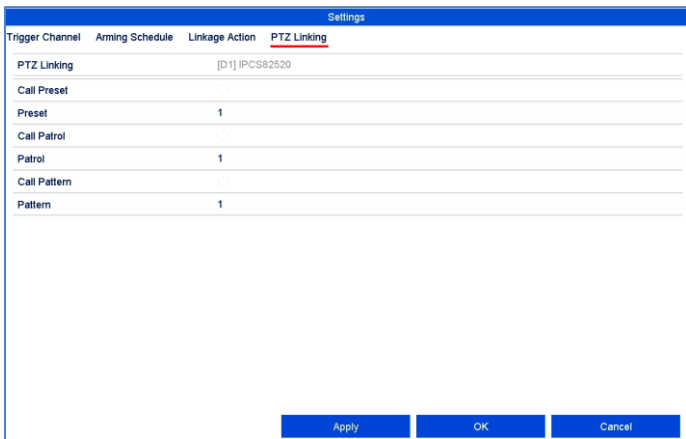 Settings
Trigger Channel Arming Schedule Linkage Action PTZ Linking
PTZ Linking [D1] IPCS82520
Call Preset
Preset 1
Call Patrol
Patrol 1
Call Pattern
Pattern 1
Apply OK Cancel